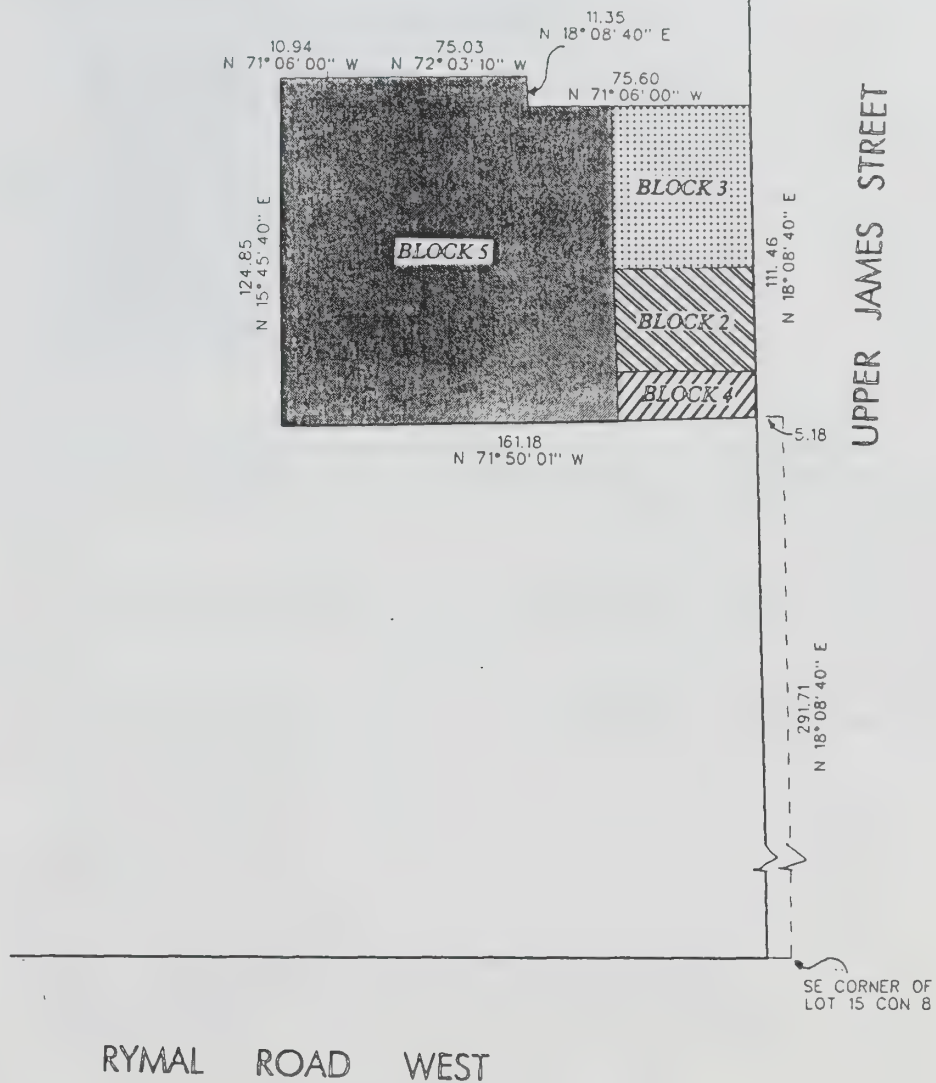 11.35
N 18° 08' 40" E
10.94
N 71° 06' 00" W
75.03
N 72° 03' 10" W
75.60
N 71° 06' 00" W
UPPER JAMES STREET
BLOCK 3
124.85
N 15° 45' 40" E
BLOCK 5
111.46
N 18° 08' 40" E
BLOCK 2
BLOCK 4
5.18
161.18
N 71° 50' 01" W
291.71
N 18° 08' 40" E
SE CORNER OF
LOT 15 CON 8
RYMAL ROAD WEST